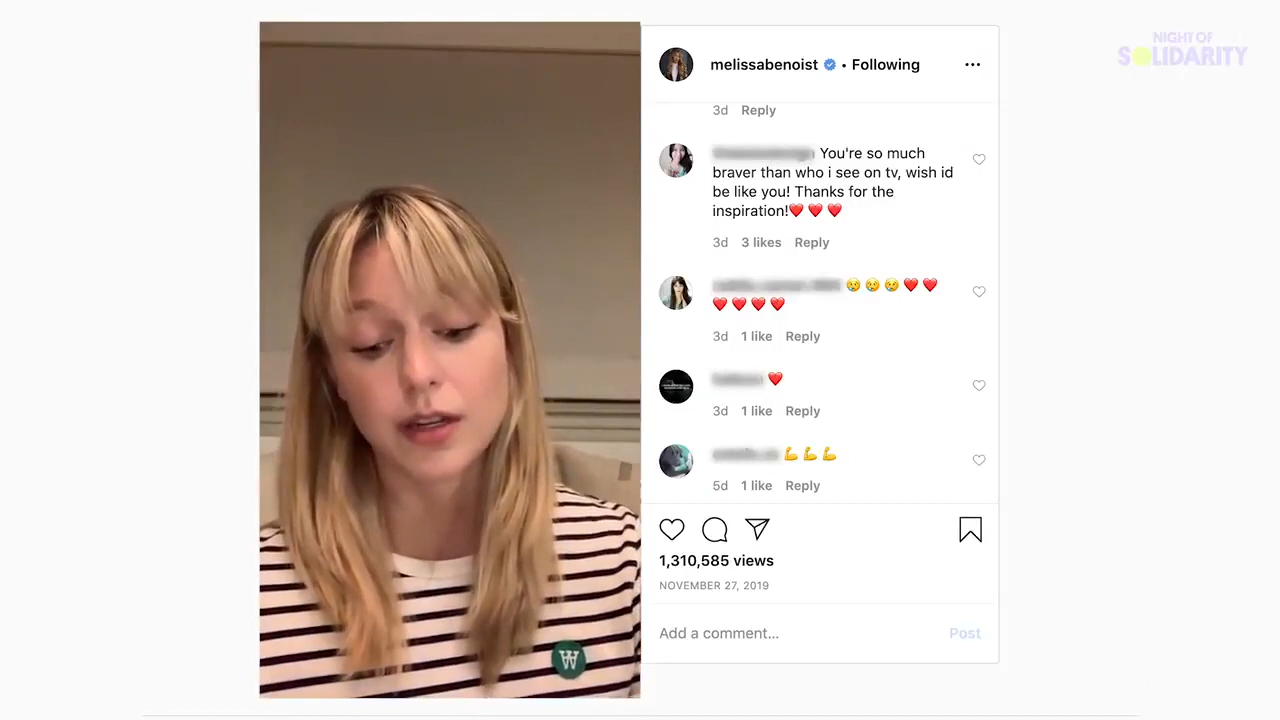 NIGHT OF
SOLIDARITY
melissabenoist • Following
3d Reply
You're so much
braver than who i see on tv, wish id
be like you! Thanks for the
inspiration!❤️ ❤️ ❤️
3d 3 likes Reply
😢 😢 😢 ❤️ ❤️
❤️ ❤️ ❤️ ❤️
3d 1 like Reply
❤️
3d 1 like Reply
💪 💪 💪
5d 1 like Reply
1,310,585 views
NOVEMBER 27, 2019
Add a comment... Post
W